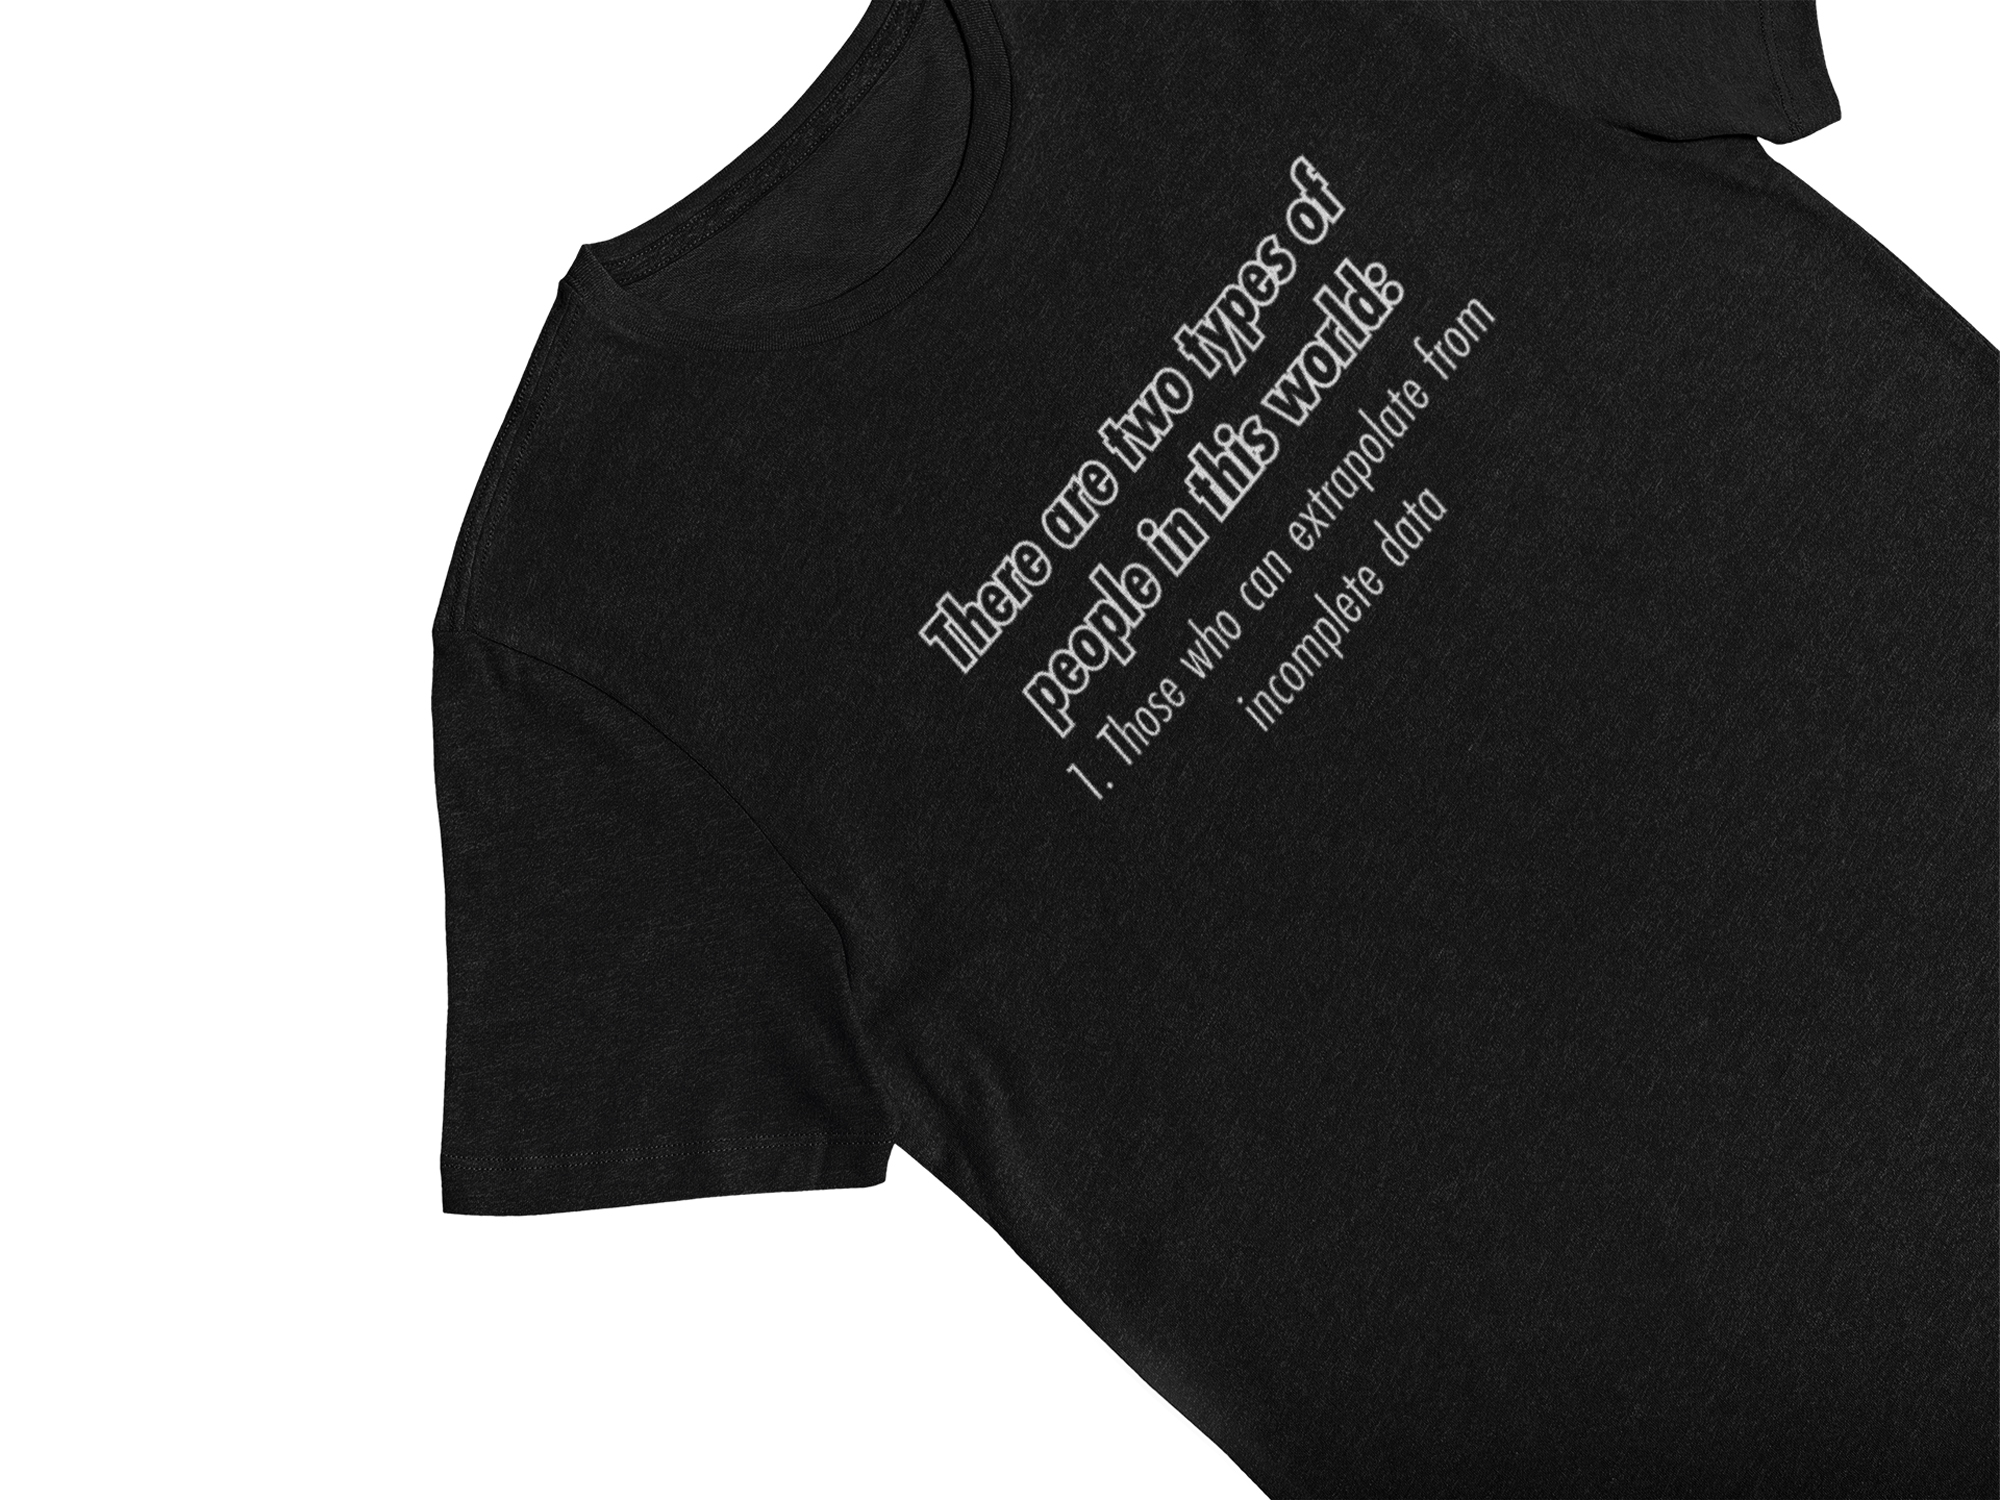 There are two types of
people in this world:
1. Those who can extrapolate from
incomplete data